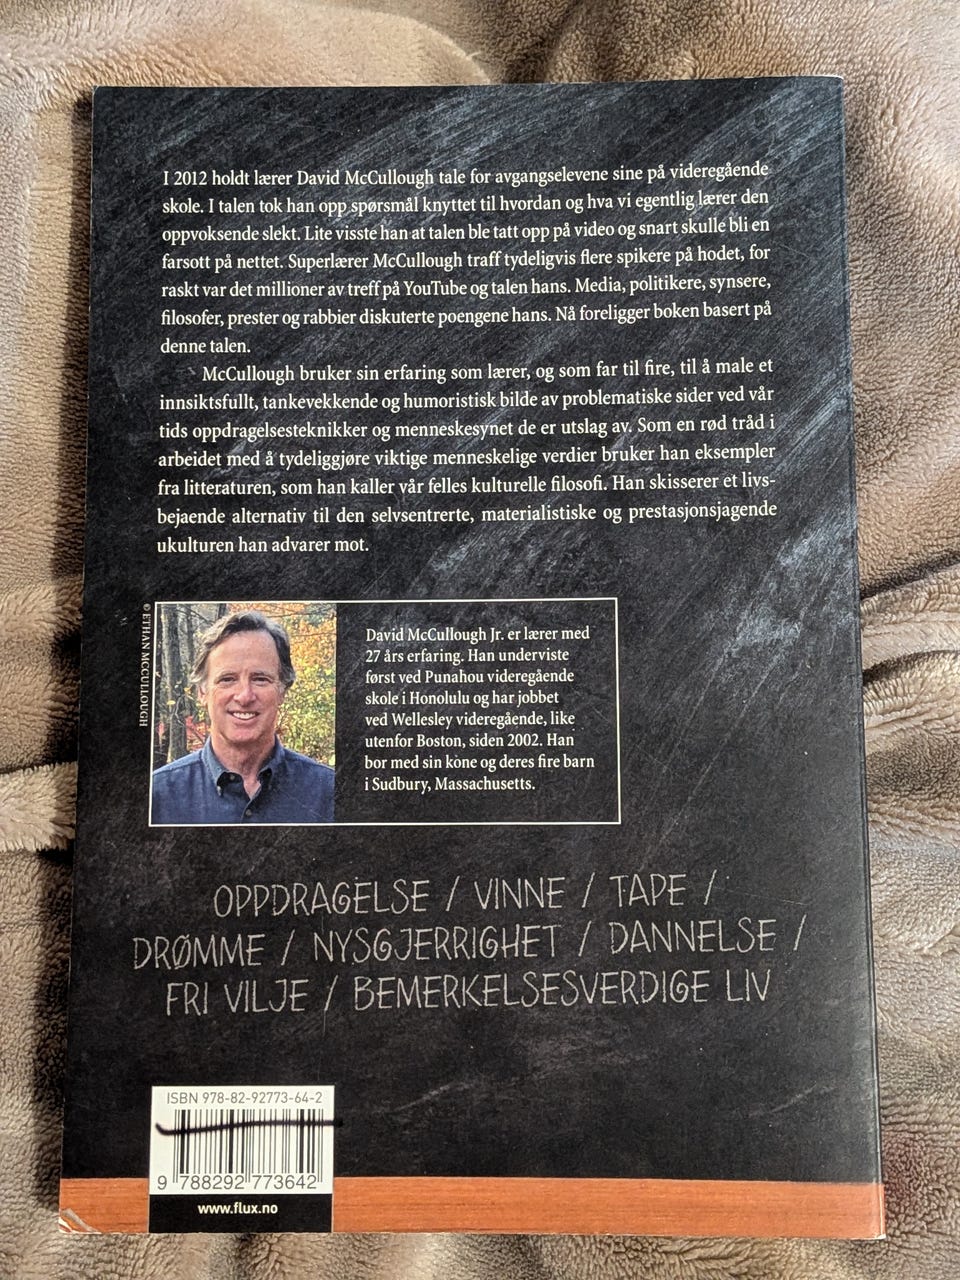 I 2012 holdt lærer David McCullough tale for avgangselevene sine på videregående
skole. I talen tok han opp spørsmål knyttet til hvordan og hva vi egentlig lærer den
oppvoksende slekt. Lite visste han at talen ble tatt opp på video og snart skulle bli en
farsott på nettet. Superlærer McCullough traff tydeligvis flere spikere på hodet, for
raskt var det millioner av treff på YouTube og talen hans. Media, politikere, synsere,
filosofer, prester og rabbier diskuterte poengene hans. Nå foreligger boken basert på
denne talen.
McCullough bruker sin erfaring som lærer, og som far til fire, til å male et
innsiktsfullt, tankevekkende og humoristisk bilde av problematiske sider ved vår
tids oppdragelsesteknikker og menneskesynet de er utslag av. Som en rød tråd i
arbeidet med å tydeliggjøre viktige menneskelige verdier bruker han eksempler
fra litteraturen, som han kaller vår felles kulturelle filosofi. Han skisserer et livs-
bejaende alternativ til den selvsentrerte, materialistiske og prestasjonsjagende
ukulturen han advarer mot.
© ETHAN MCCULLOUGH
David McCullough Jr. er lærer med
27 års erfaring. Han underviste
først ved Punahou videregående
skole i Honolulu og har jobbet
ved Wellesley videregående, like
utenfor Boston, siden 2002. Han
bor med sin kone og deres fire barn
i Sudbury, Massachusetts.
OPPDRAGELSE / VINNE / TAPE /
DRØMME / NYSGJERRIGHET / DANNELSE /
FRI VILJE / BEMERKELSESVERDIGE LIV
ISBN 978-82-92773-64-2
9 788292 773642
www.flux.no